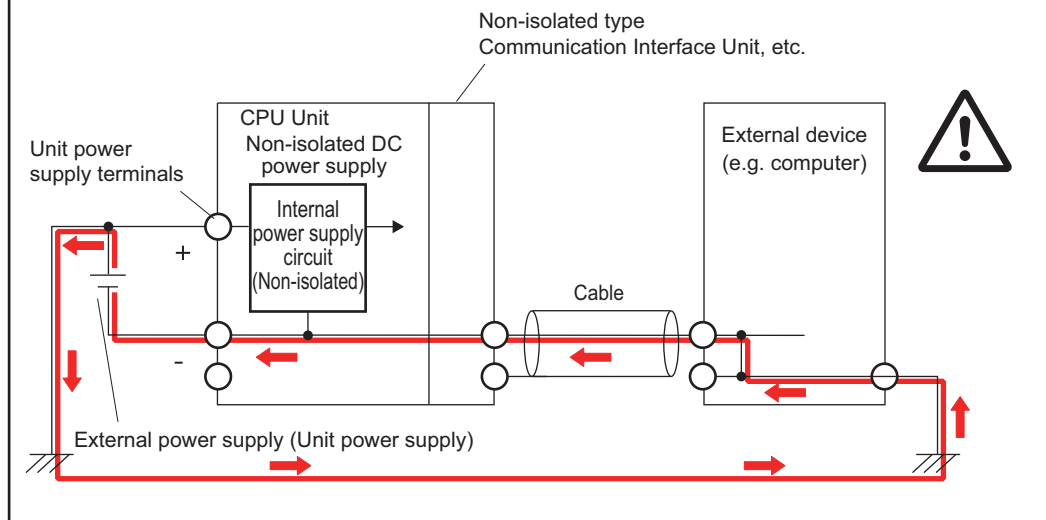 Non-isolated type
Communication Interface Unit, etc.
CPU Unit
Non-isolated DC
power supply
Unit power
supply terminals
Internal
power supply
circuit
(Non-isolated)
External device
(e.g. computer)
+
Cable
-
External power supply (Unit power supply)